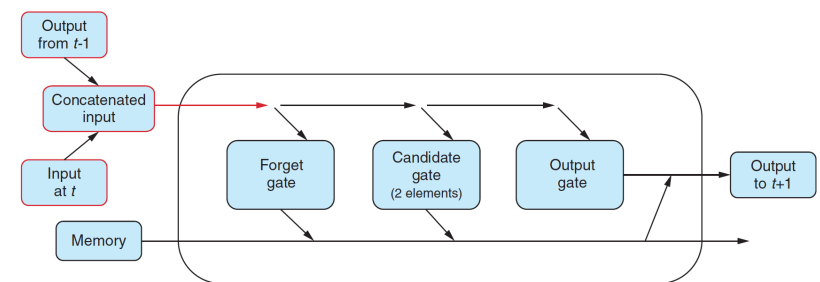 Output
from t-1
Concatenated
input
Input
at t
Memory
Forget
gate
Candidate
gate
(2 elements)
Output
gate
Output
to t+1